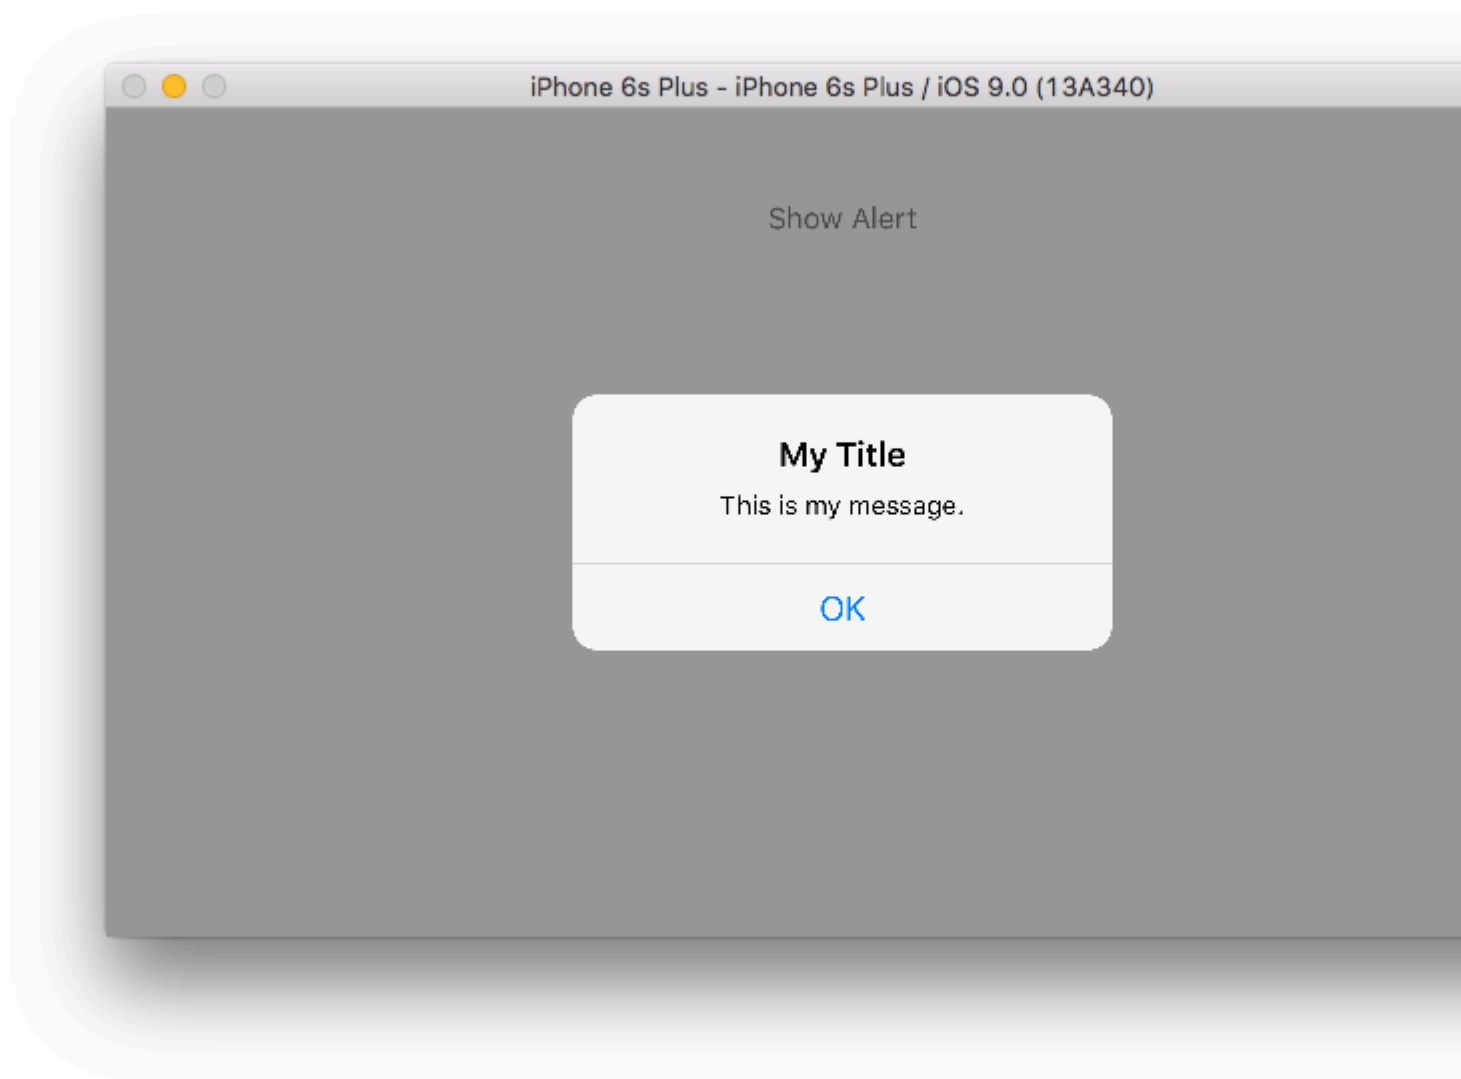 iPhone 6s Plus - iPhone 6s Plus / iOS 9.0 (13A340)
Show Alert
My Title
This is my message.
OK